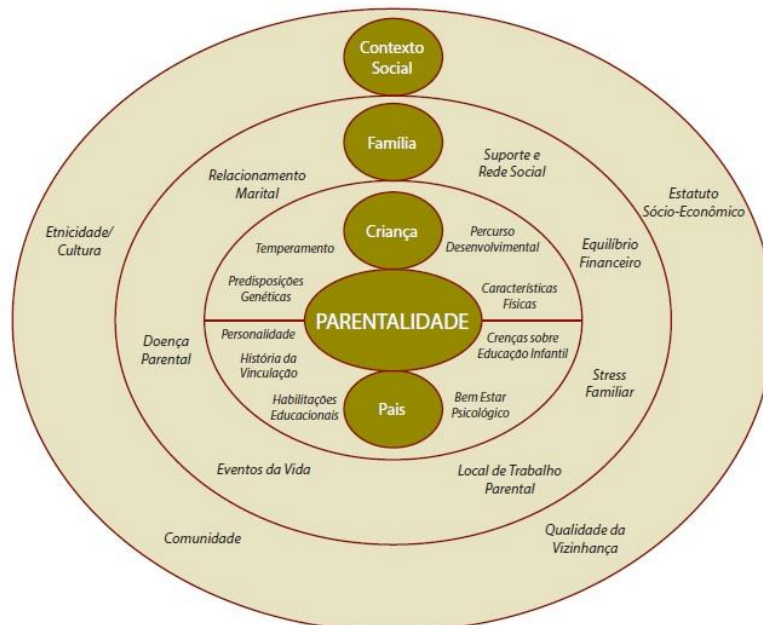 Contexto
Social
Família
Relacionamento
Marital
Suporte e
Rede Social
Estatuto
Sócio-Econômico
Etnicidade/
Cultura
Criança
Temperamento
Percurso
Desenvolvimental
Equilíbrio
Financeiro
Predisposições
Genéticas
Características
Físicas
PARENTALIDADE
Doença
Parental
Personalidade
Crenças sobre
Educação Infantil
História da
Vinculação
Stress
Familiar
Habilitações
Educacionais
Pais
Bem Estar
Psicológico
Eventos da Vida
Local de Trabalho
Parental
Comunidade
Qualidade da
Vizinhança